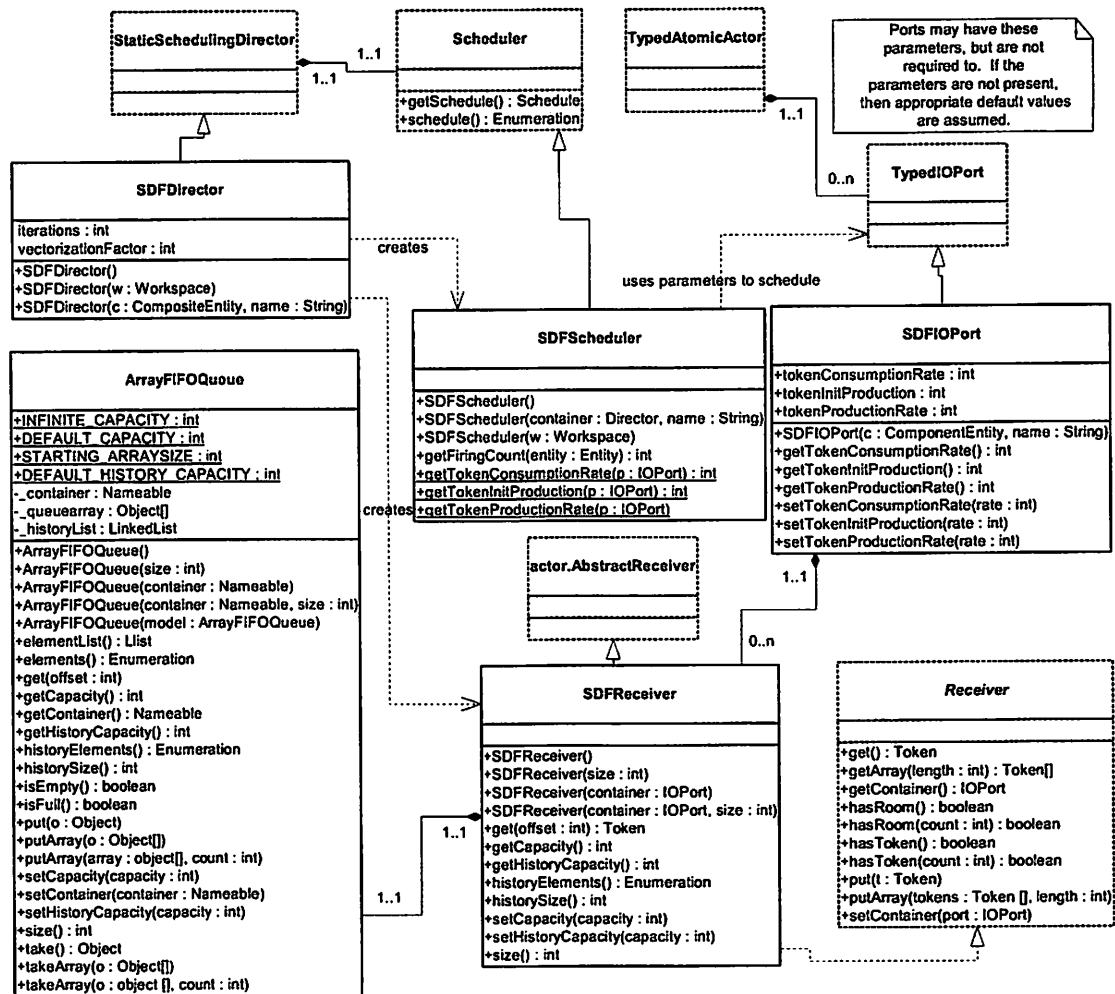 StaticSchedulingDirector
1..1
1..1
Scheduler
+getSchedule() : Schedule
+schedule() : Enumeration
TypedAtomicActor
1..1
0..n
Ports may have these
parameters, but are not
required to. If the
parameters are not present,
then appropriate default values
are assumed.
TypedIOPort
SDFDirector
iterations : int
vectorizationFactor : int
+SDFDirector()
+SDFDirector(w : Workspace)
+SDFDirector(c : CompositeEntity, name : String)
creates
uses parameters to schedule
SDFScheduler
+SDFScheduler()
+SDFScheduler(container : Director, name : String)
+SDFScheduler(w : Workspace)
+getFiringCount(entity : Entity) : int
+getTokenConsumptionRate(p : IOPort) : int
+getTokenInitProduction(p : IOPort) : int
+getTokenProductionRate(p : IOPort)
creates
SDFIOPort
+tokenConsumptionRate : int
+tokenInitProduction : int
+tokenProductionRate : int
+SDFIOPort(c : ComponentEntity, name : String)
+getTokenConsumptionRate() : int
+getTokenInitProduction() : int
+getTokenProductionRate() : int
+setTokenConsumptionRate(rate : int)
+setTokenInitProduction(rate : int)
+setTokenProductionRate(rate : int)
1..1
0..n
ArrayFIFOQueue
+INFINITE_CAPACITY : int
+DEFAULT_CAPACITY : int
+STARTING_ARRAYSIZE : int
+DEFAULT_HISTORY_CAPACITY : int
-_container : Nameable
-_queuearray : Object[]
-_historyList : LinkedList
+ArrayFIFOQueue()
+ArrayFIFOQueue(size : int)
+ArrayFIFOQueue(container : Nameable)
+ArrayFIFOQueue(container : Nameable, size : int)
+ArrayFIFOQueue(model : ArrayFIFOQueue)
+elementList() : Llist
+elements() : Enumeration
+get(offset : int)
+getCapacity() : int
+getContainer() : Nameable
+getHistoryCapacity() : int
+historyElements() : Enumeration
+historySize() : int
+isEmpty() : boolean
+isFull() : boolean
+put(o : Object)
+putArray(o : Object[])
+putArray(array : object[], count : int)
+setCapacity(capacity : int)
+setContainer(container : Nameable)
+setHistoryCapacity(capacity : int)
+size() : int
+take() : Object
+takeArray(o : Object[])
+takeArray(o : object [], count : int)
1..1
1..1
actor.AbstractReceiver
SDFReceiver
+SDFReceiver()
+SDFReceiver(size : int)
+SDFReceiver(container : IOPort)
+SDFReceiver(container : IOPort, size : int)
+get(offset : int) : Token
+getCapacity() : int
+getHistoryCapacity() : int
+historyElements() : Enumeration
+historySize() : int
+setCapacity(capacity : int)
+setHistoryCapacity(capacity : int)
+size() : int
Receiver
+get() : Token
+getArray(length : int) : Token[]
+getContainer() : IOPort
+hasRoom() : boolean
+hasRoom(count : int) : boolean
+hasToken() : boolean
+hasToken(count : int) : boolean
+put(t : Token)
+putArray(tokens : Token [], length : int)
+setContainer(port : IOPort)